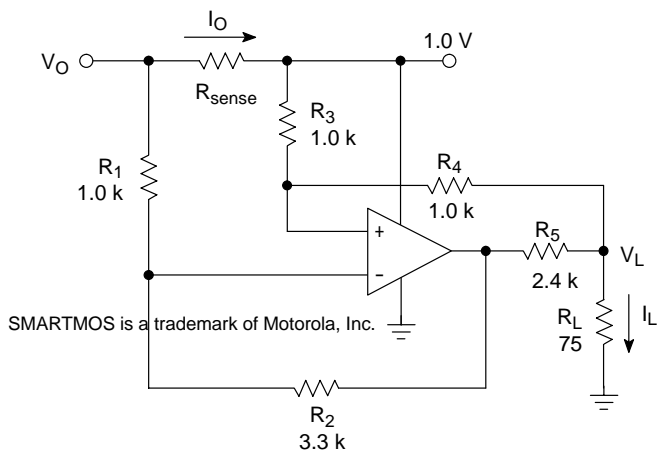 I_O
V_O
1.0 V
R_sense
R_3
1.0 k
R_1
1.0 k
R_4
1.0 k
+
R_5
2.4 k
V_L
–
SMARTMOS is a trademark of Motorola, Inc.
R_L
75
I_L
R_2
3.3 k